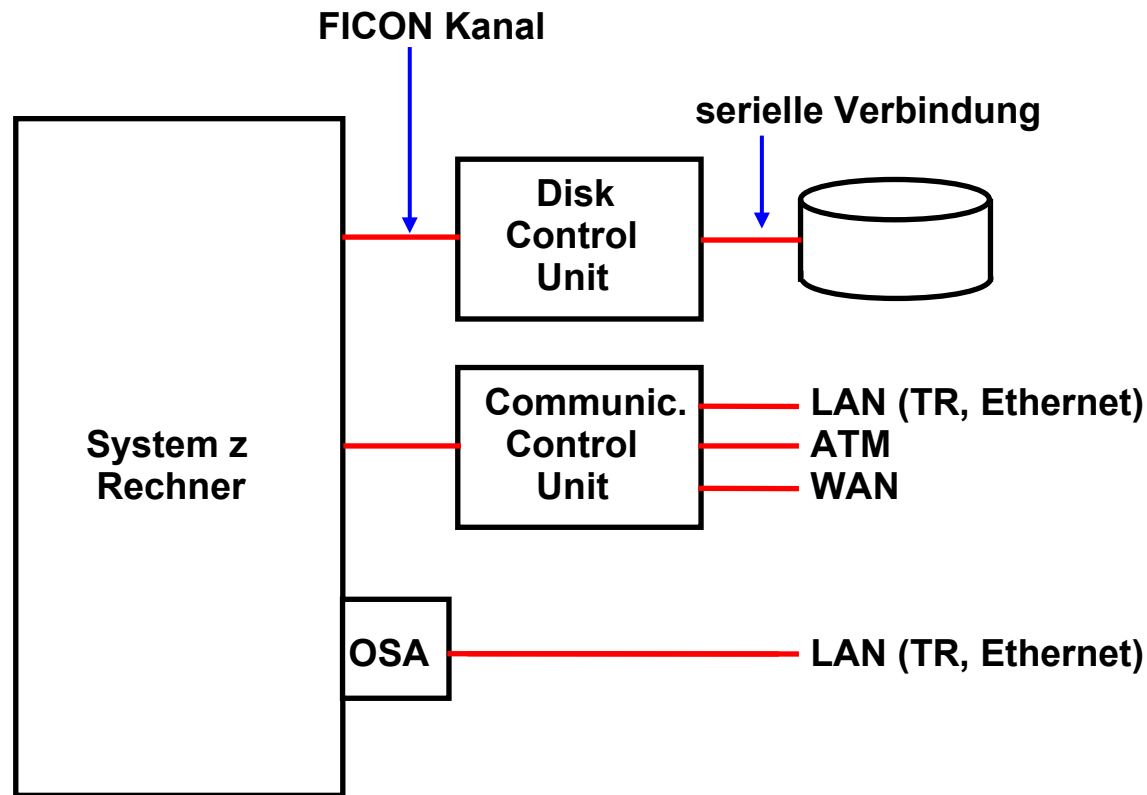 FICON Kanal
serielle Verbindung
Disk
Control
Unit
System z
Rechner
Communic.
Control
Unit
LAN (TR, Ethernet)
ATM
WAN
OSA
LAN (TR, Ethernet)